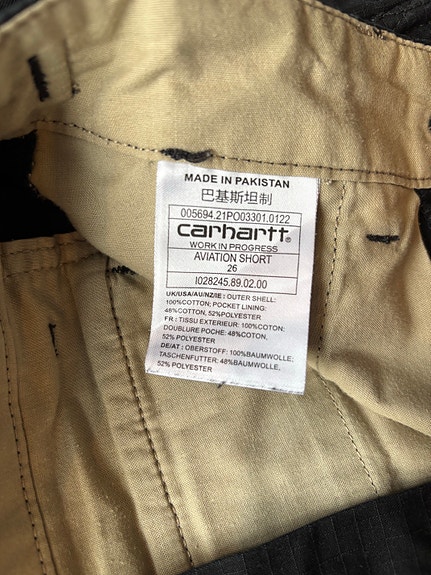 MADE IN PAKISTAN
巴基斯坦制
005694.21PO03301.0122
carhartt
WORK IN PROGRESS
AVIATION SHORT
26
I028245.89.02.00
UK/USA/AU/NZ/IE : OUTER SHELL:
100%COTTON; POCKET LINING:
48%COTTON, 52%POLYESTER
FR : TISSU EXTERIEUR: 100%COTON;
DOUBLURE POCHE: 48% COTON,
52% POLYESTER
DE/AT : OBERSTOFF: 100%BAUMWOLLE;
TASCHENFUTTER: 48%BAUMWOLLE,
52% POLYESTER